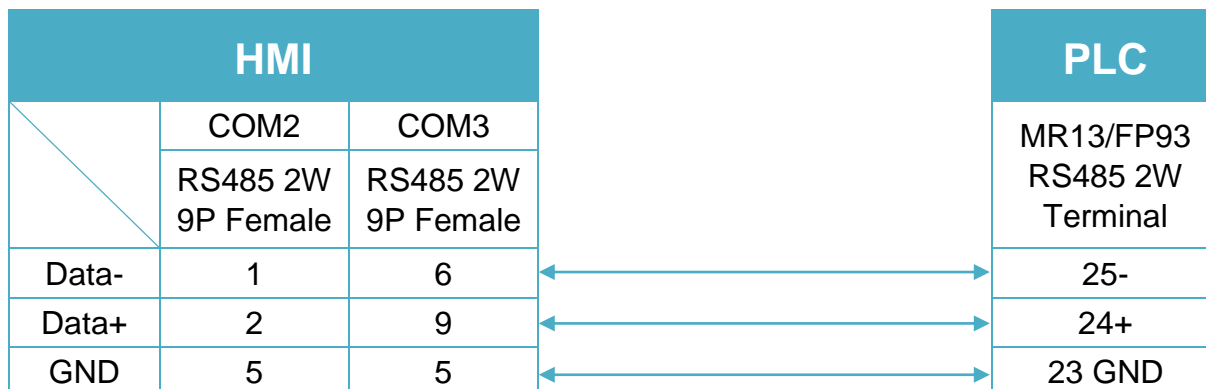 HMI PLC
COM2 COM3
MR13/FP93
RS485 2W
Terminal
RS485 2W RS485 2W
9P Female 9P Female
Data- 1 6 25-
Data+ 2 9 24+
GND 5 5 23 GND